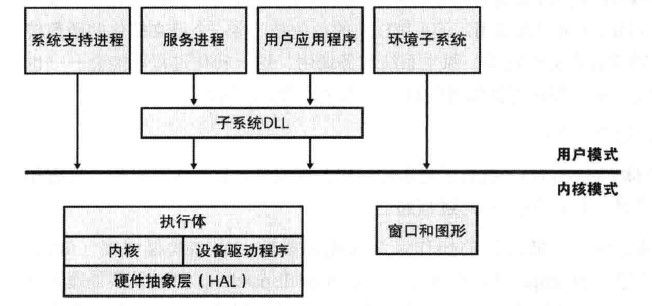 系统支持进程
服务进程
用户应用程序
环境子系统
子系统DLL
用户模式
内核模式
执行体
内核
设备驱动程序
硬件抽象层（HAL）
窗口和图形